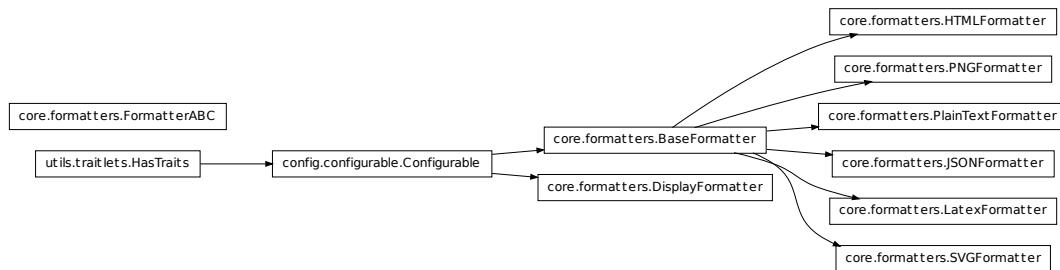 core.formatters.HTMLFormatter
core.formatters.PNGFormatter
core.formatters.FormatterABC
core.formatters.PlainTextFormatter
core.formatters.BaseFormatter
utils.traitlets.HasTraits
config.configurable.Configurable
core.formatters.JSONFormatter
core.formatters.DisplayFormatter
core.formatters.LatexFormatter
core.formatters.SVGFormatter